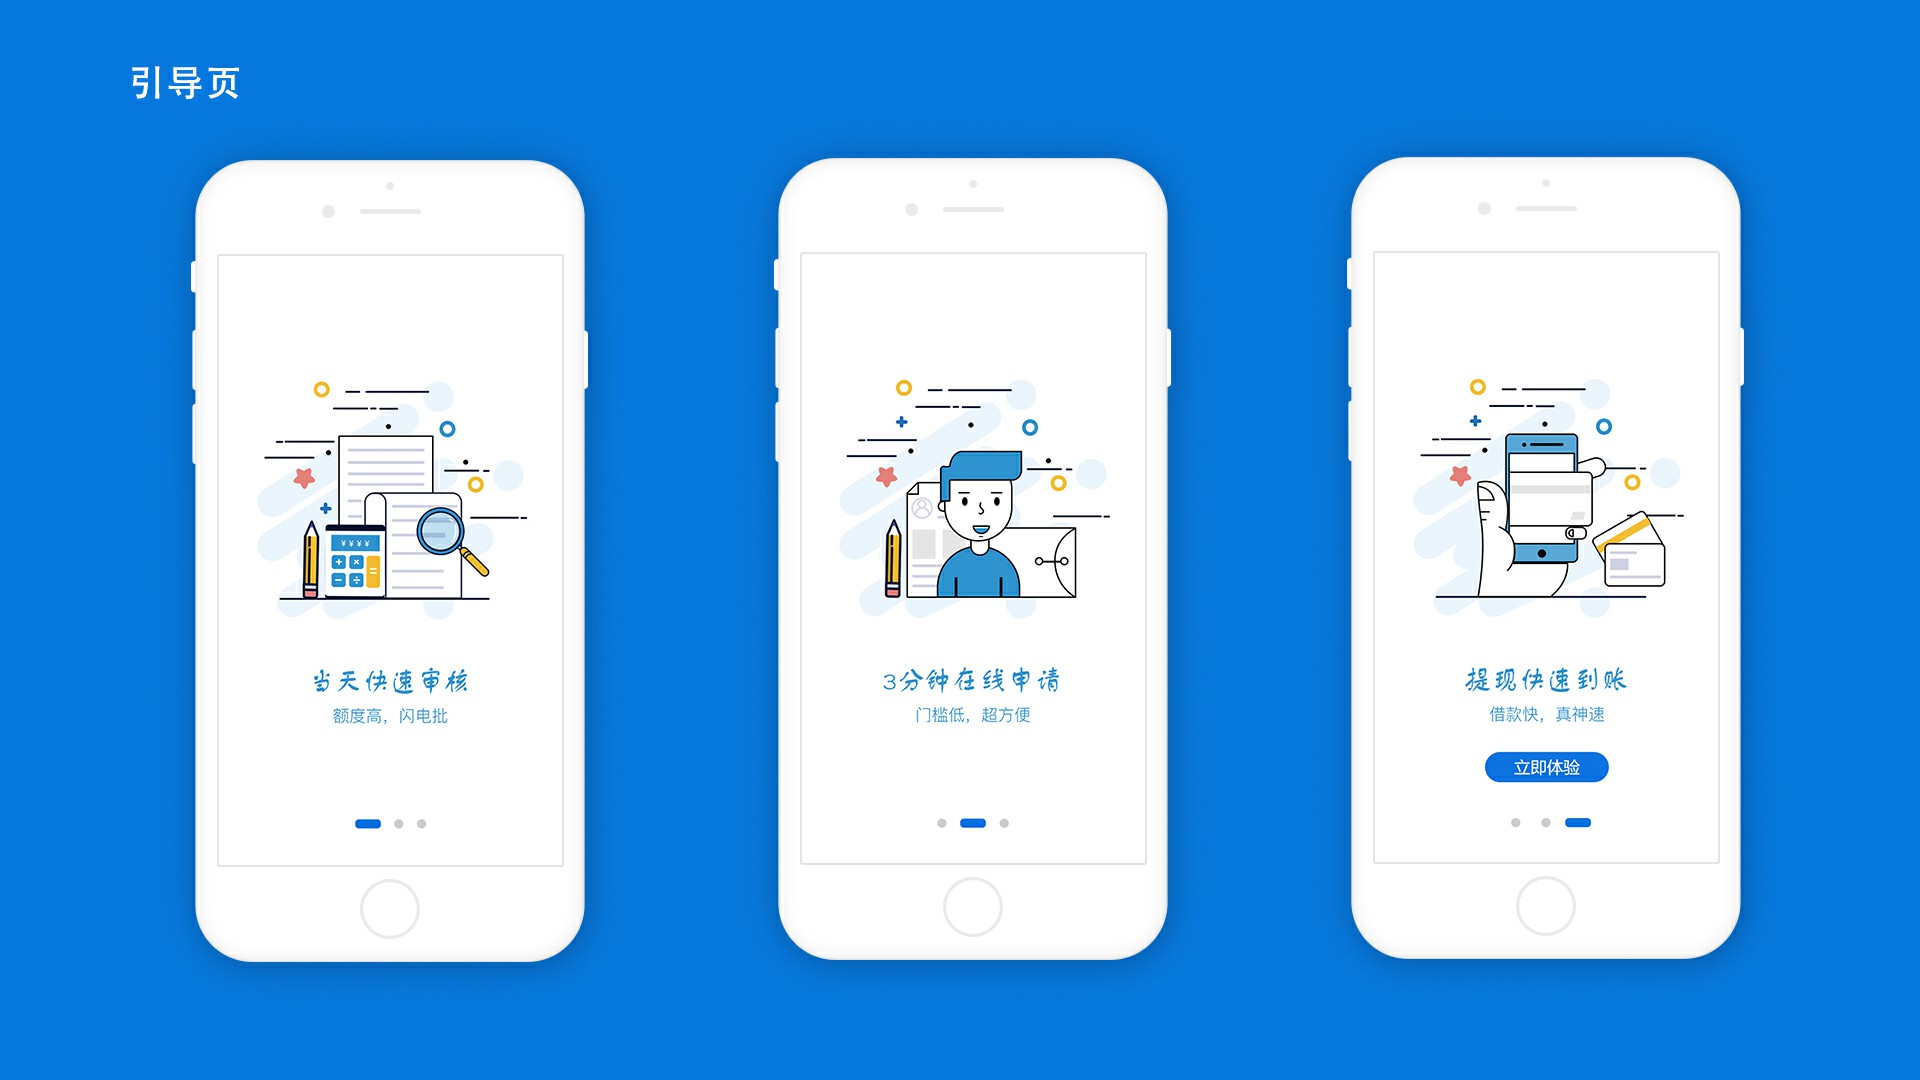 引导页
¥¥¥¥
当天快速审核
额度高，闪电批
3分钟在线申请
门槛低，超方便
提现快速到账
借款快，真神速
立即体验